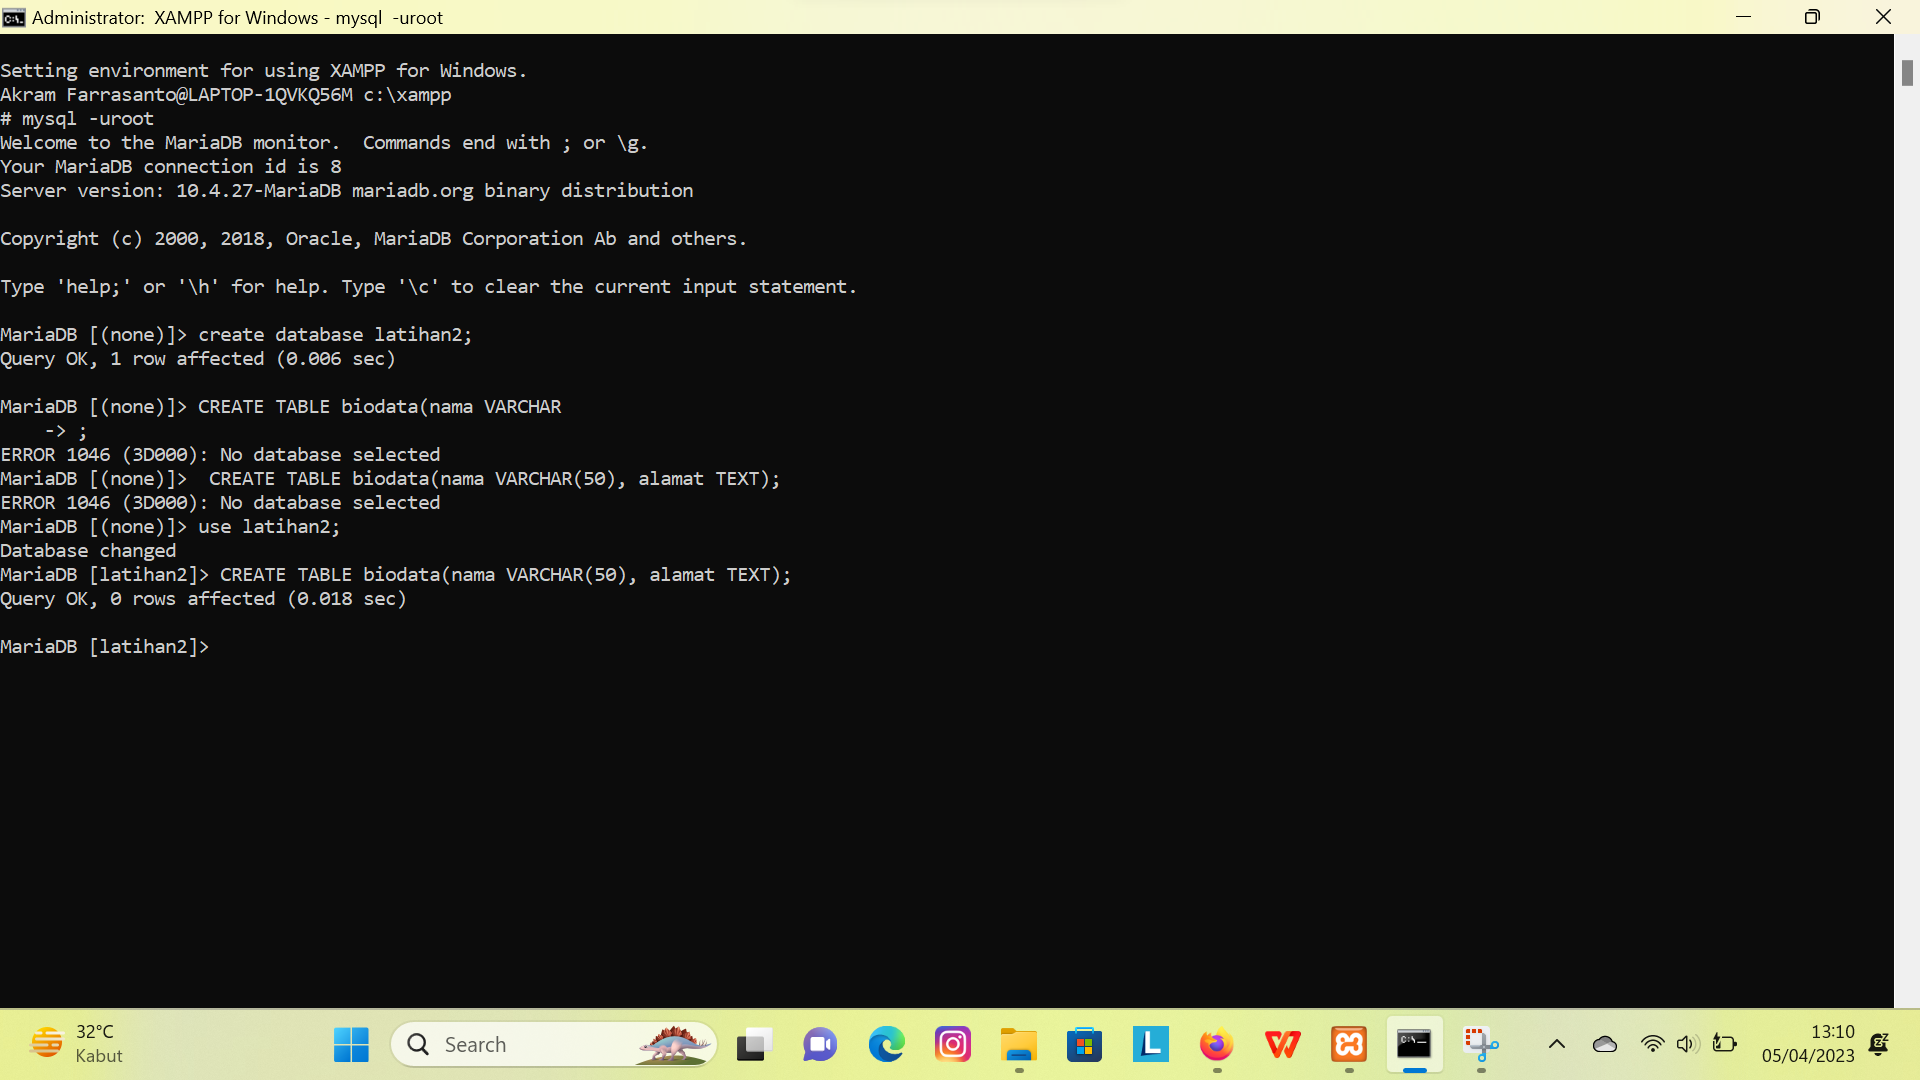 Administrator:  XAMPP for Windows - mysql  -uroot
Setting environment for using XAMPP for Windows.
Akram Farrasanto@LAPTOP-1QVKQ56M c:\xampp
# mysql -uroot
Welcome to the MariaDB monitor.  Commands end with ; or \g.
Your MariaDB connection id is 8
Server version: 10.4.27-MariaDB mariadb.org binary distribution
Copyright (c) 2000, 2018, Oracle, MariaDB Corporation Ab and others.
Type 'help;' or '\h' for help. Type '\c' to clear the current input statement.
MariaDB [(none)]> create database latihan2;
Query OK, 1 row affected (0.006 sec)
MariaDB [(none)]> CREATE TABLE biodata(nama VARCHAR
    -> ;
ERROR 1046 (3D000): No database selected
MariaDB [(none)]>  CREATE TABLE biodata(nama VARCHAR(50), alamat TEXT);
ERROR 1046 (3D000): No database selected
MariaDB [(none)]> use latihan2;
Database changed
MariaDB [latihan2]> CREATE TABLE biodata(nama VARCHAR(50), alamat TEXT);
Query OK, 0 rows affected (0.018 sec)
MariaDB [latihan2]>
32°C
Kabut
Search
L
13:10
05/04/2023